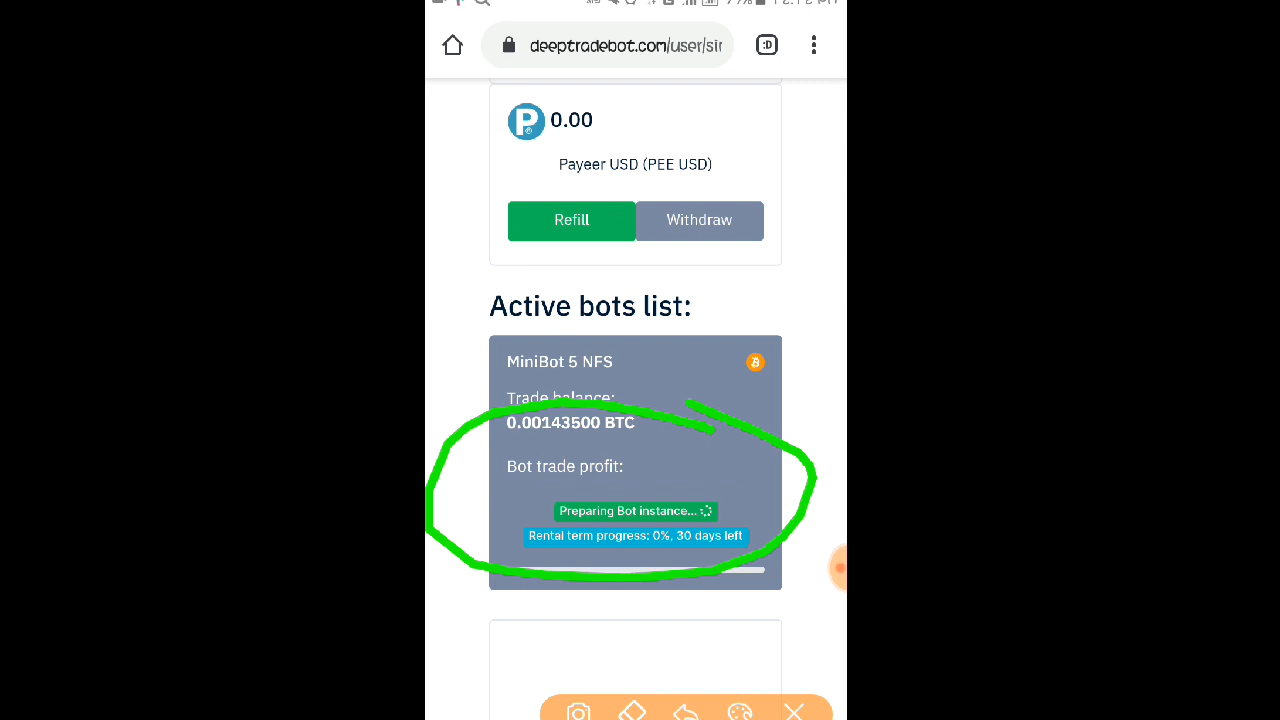 deeptradebot.com/user/sir
:D
P
0.00
Payeer USD (PEE USD)
Refill Withdraw
Active bots list:
MiniBot 5 NFS
Trade balance:
0.00143500 BTC
Bot trade profit:
Preparing Bot instance...
Rental term progress: 0%, 30 days left